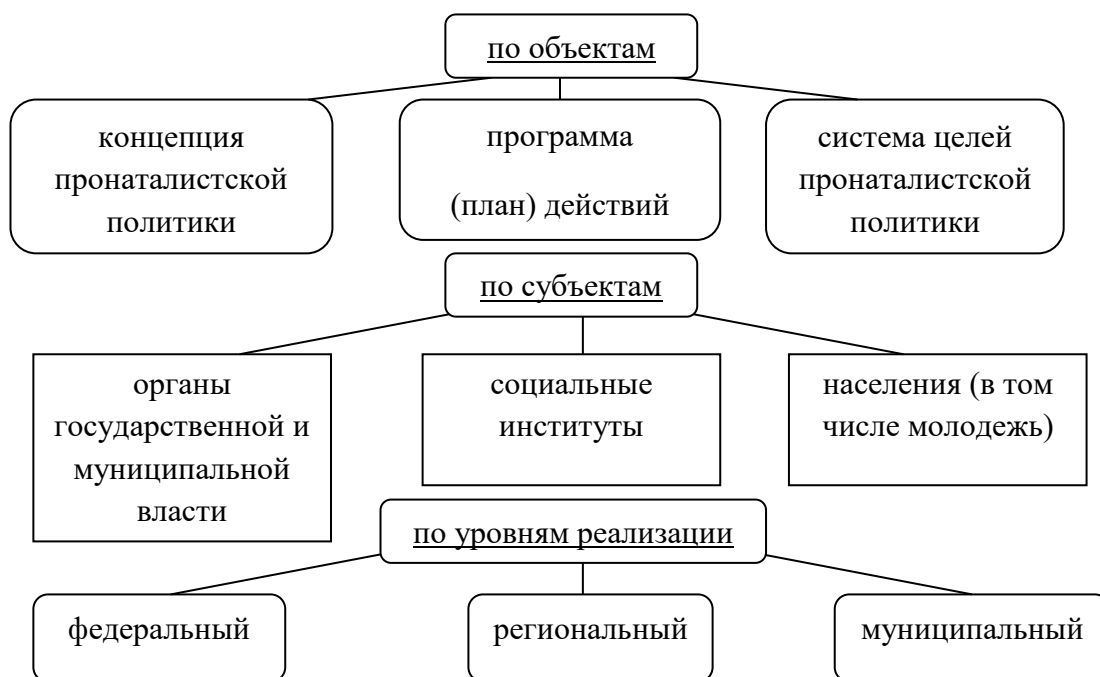 по объектам
концепция
пронаталистской
политики
программа
(план) действий
система целей
пронаталистской
политики
по субъектам
органы
государственной и
муниципальной
власти
социальные
институты
населения (в том
числе молодежь)
по уровням реализации
федеральный
региональный
муниципальный